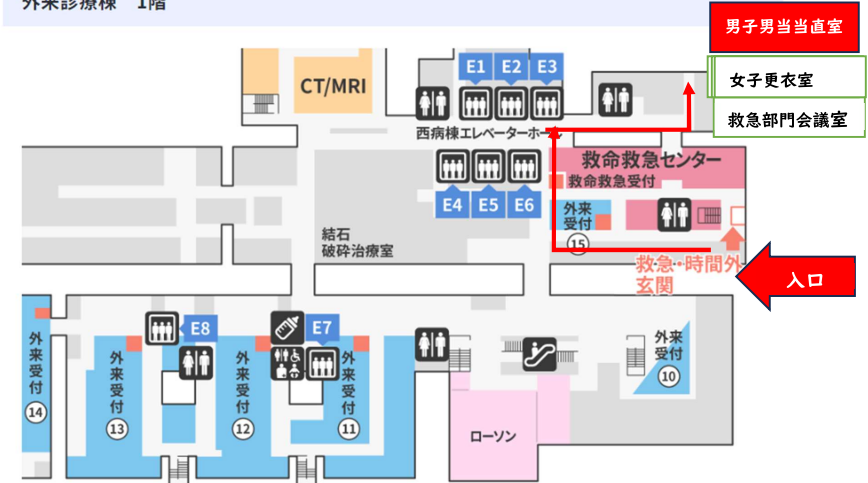 外来診療棟 1階
男子男当当直室
女子更衣室
救急部門会議室
CT/MRI
E1
E2
E3
西病棟エレベーターホール
救命救急センター
救命救急受付
E4
E5
E6
外来
受付
15
結石
破砕治療室
救急・時間外
玄関
入口
E8
E7
外来受付
14
外来受付
13
外来受付
12
外来受付
11
外来
受付
10
ローソン